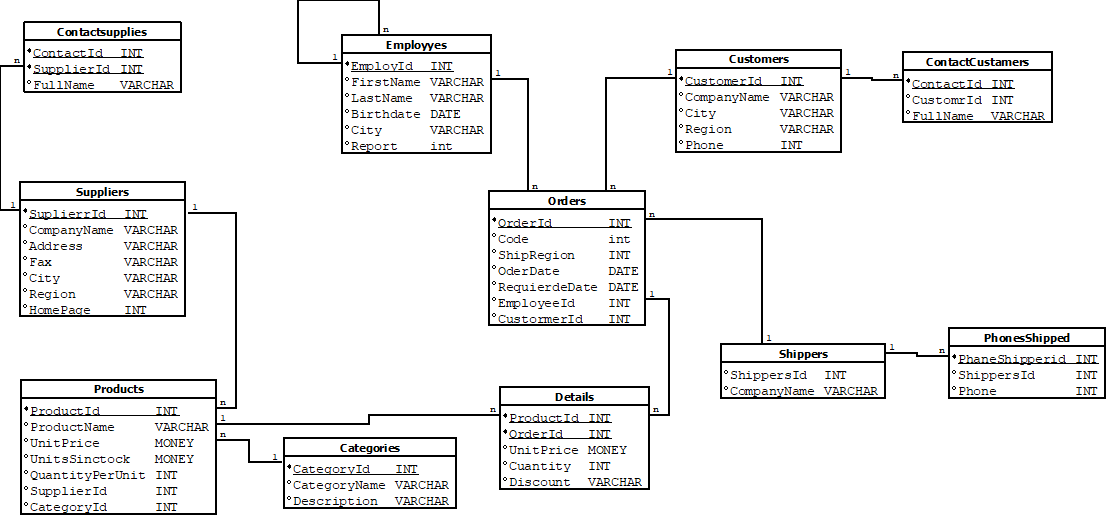 Contactsupplies
ContactId INT
SupplierId INT
FullName VARCHAR
n
1
n
1
Employyes
EmployId INT
FirstName VARCHAR
LastName VARCHAR
Birthdate DATE
City VARCHAR
Report int
1
n
Customers
CustomerId INT
CompanyName VARCHAR
City VARCHAR
Region VARCHAR
Phone INT
1
n
1
n
ContactCustamers
ContactId INT
CustomrId INT
FullName VARCHAR
Suppliers
SuplierrId INT
CompanyName VARCHAR
Address VARCHAR
Fax VARCHAR
City VARCHAR
Region VARCHAR
HomePage INT
1
n
Orders
OrderId INT
Code int
ShipRegion INT
OderDate DATE
RequierdeDate DATE
EmployeeId INT
CustormerId INT
n
1
1
n
Shippers
ShippersId INT
CompanyName VARCHAR
1
n
PhonesShipped
PhaneShipperid INT
ShippersId INT
Phone INT
Products
ProductId INT
ProductName VARCHAR
UnitPrice MONEY
UnitsSinctock MONEY
QuantityPerUnit INT
SupplierId INT
CategoryId INT
1
n
n
1
Categories
CategoryId INT
CategoryName VARCHAR
Description VARCHAR
Details
ProductId INT
OrderId INT
UnitPrice MONEY
Cuantity INT
Discount VARCHAR